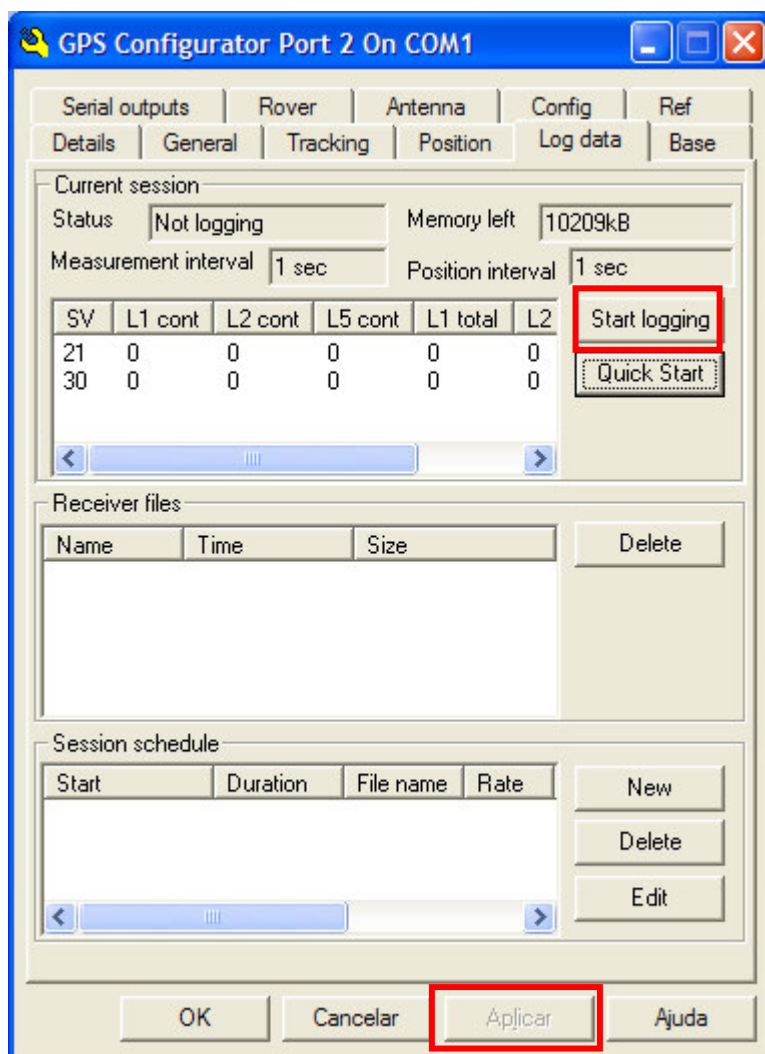 GPS Configurator Port 2 On COM1
Serial outputs Rover Antenna Config Ref
Details General Tracking Position Log data Base
Current session
Status Not logging Memory left 10209kB
Measurement interval 1 sec Position interval 1 sec
SV L1 cont L2 cont L5 cont L1 total L2 Start logging
21 0 0 0 0 0
30 0 0 0 0 0 Quick Start
Receiver files
Name Time Size Delete
Session schedule
Start Duration File name Rate New
Delete
Edit
OK Cancelar Aplicar Ajuda